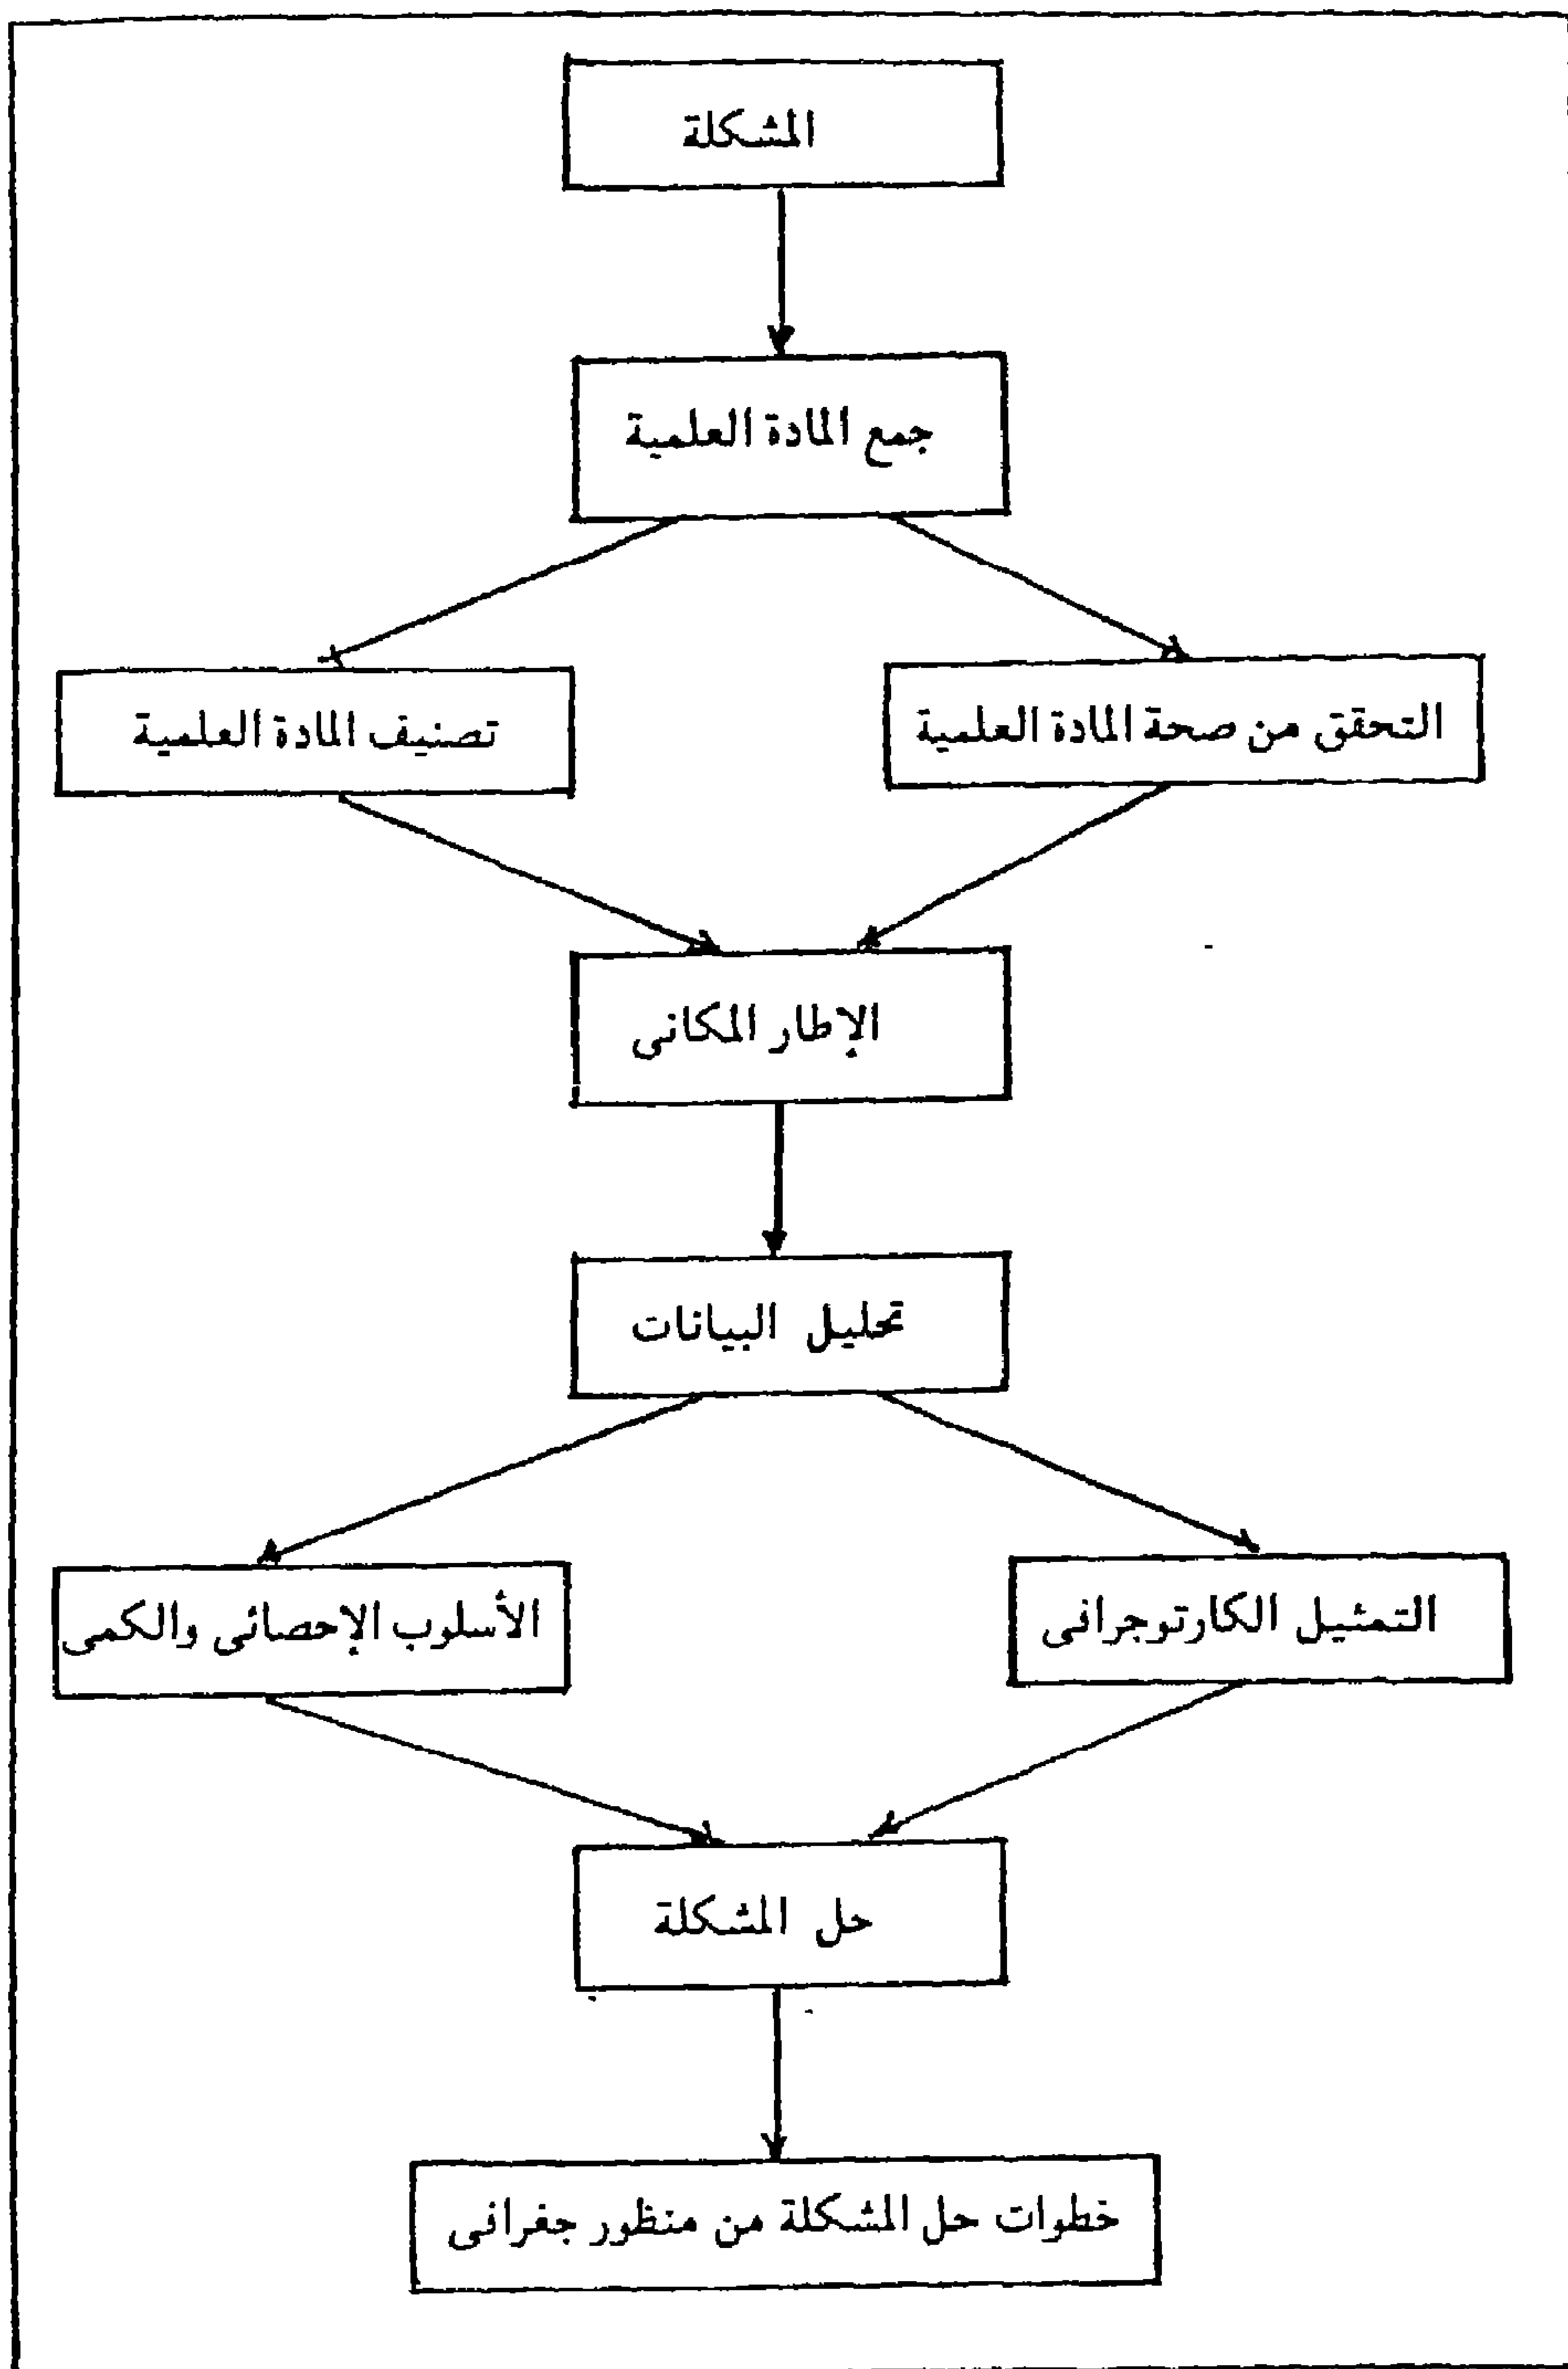 المشكلة
جمع المادة العلمية
التحقق من صحة المادة العلمية
تصنيف المادة العلمية
الإطار المكانى
تحليل البيانات
التمثيل الكارتوجرافى
الأسلوب الإحصائى والكمى
حل المشكلة
خطوات حل المشكلة من منظور جغرافى